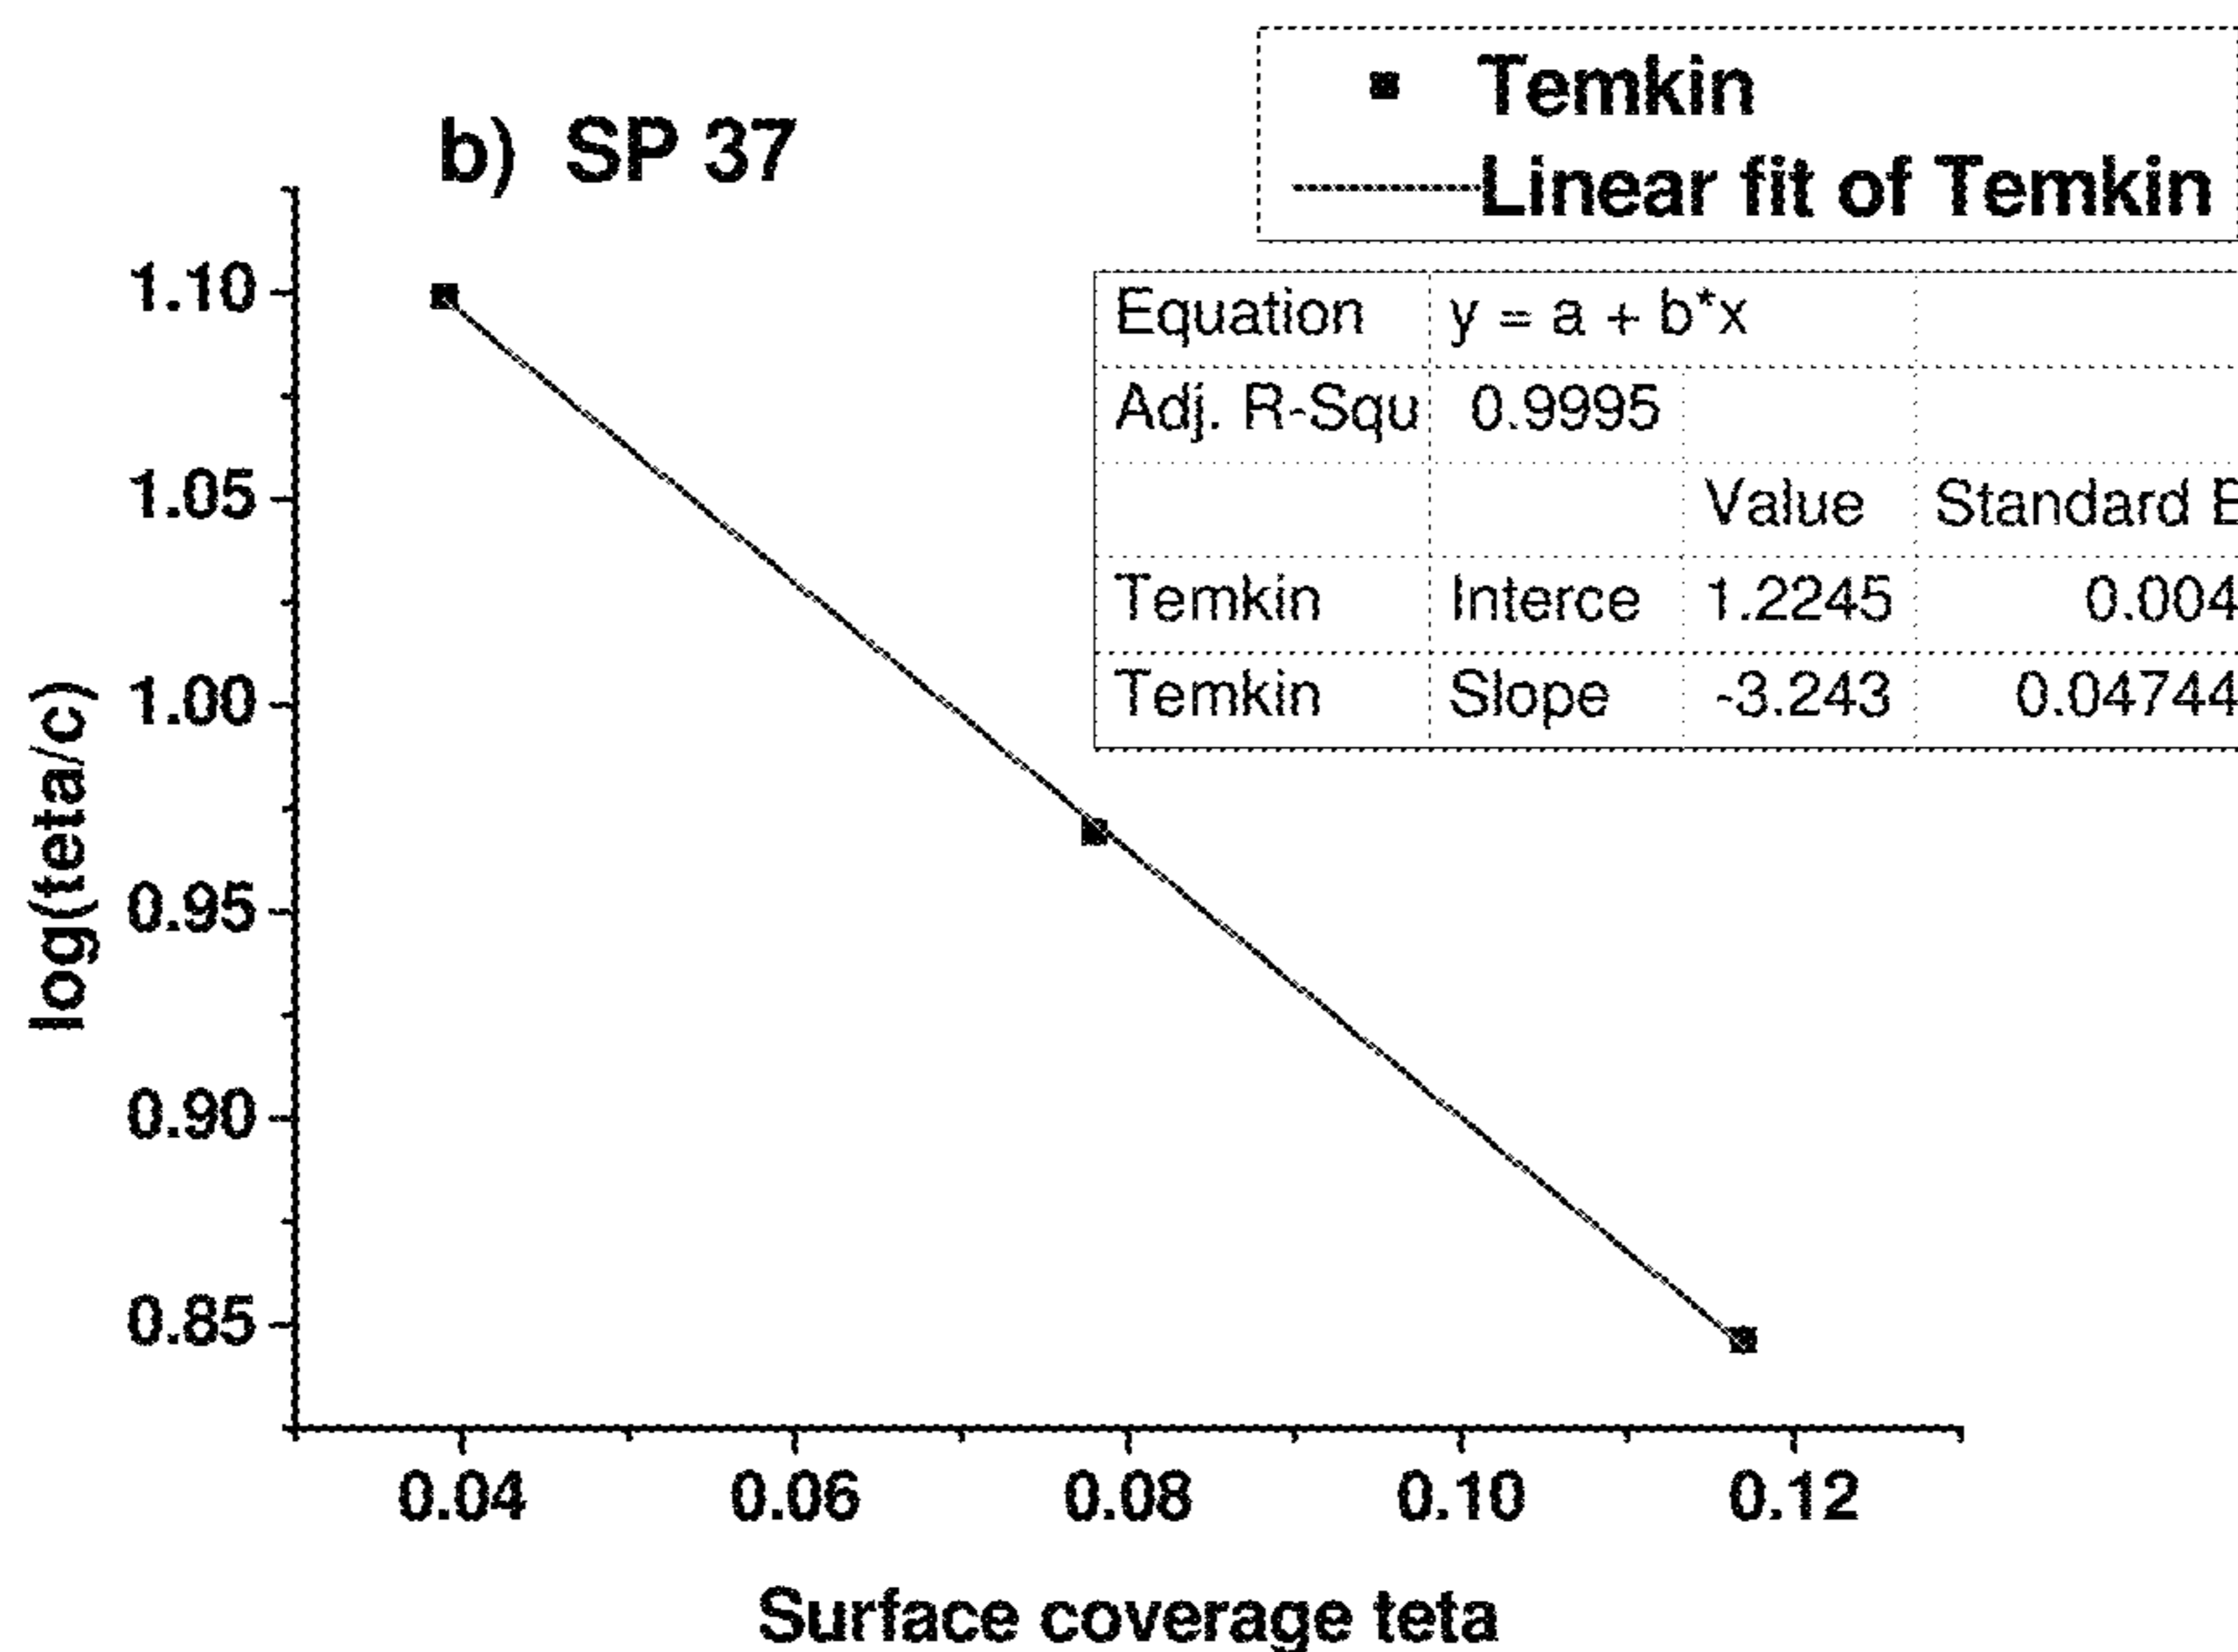 Temkin
b) SP 37
Linear fit of Temkin
Equation y = a + b*x
Adj. R-Squ 0.9995
Value Standard E
Temkin Interce 1.2245 0.004
Temkin Slope -3.243 0.04744
1.10
1.05
1.00
0.95
0.90
0.85
log(teta/c)
0.04 0.06 0.08 0.10 0.12
Surface coverage teta